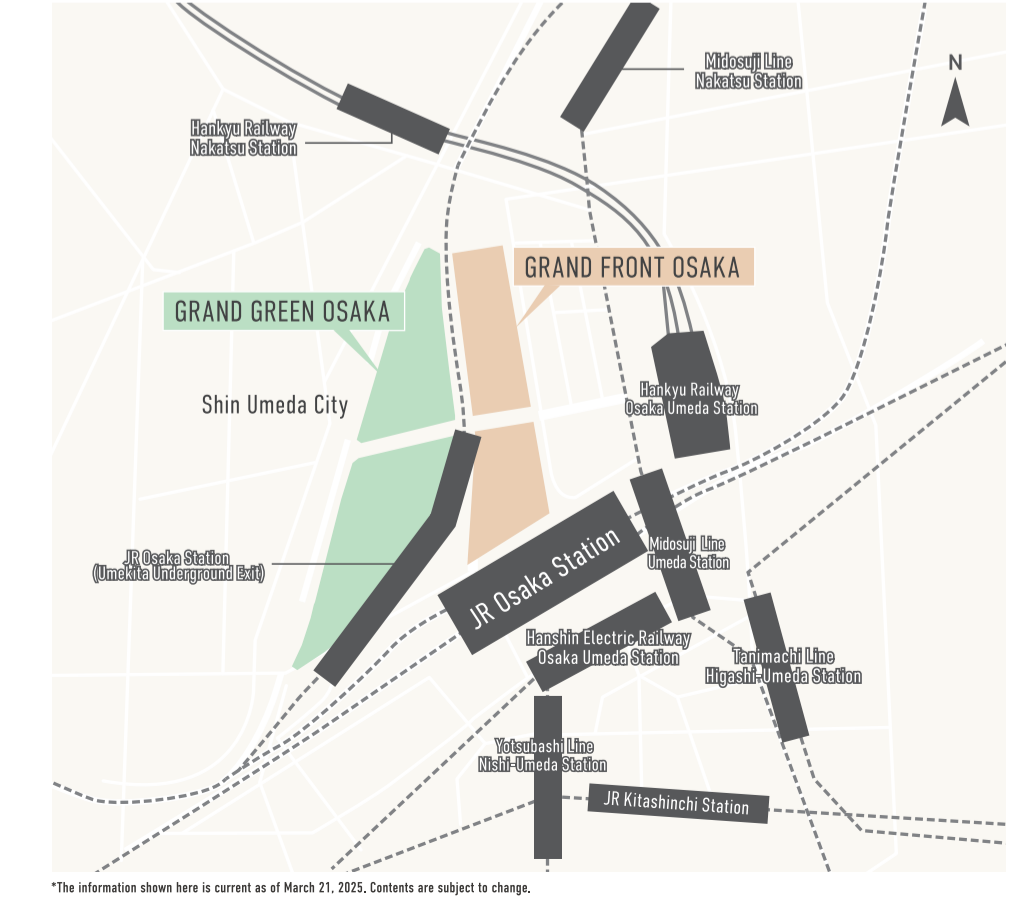 Midosuji Line
Nakatsu Station
N
Hankyu Railway
Nakatsu Station
GRAND FRONT OSAKA
GRAND GREEN OSAKA
Shin Umeda City
Hankyu Railway
Osaka Umeda Station
JR Osaka Station
(Umekita Underground Exit)
JR Osaka Station
Midosuji Line
Umeda Station
Hanshin Electric Railway
Osaka Umeda Station
Tanimachi Line
Higashi-Umeda Station
Yotsubashi Line
Nishi-Umeda Station
JR Kitashinchi Station
*The information shown here is current as of March 21, 2025. Contents are subject to change.